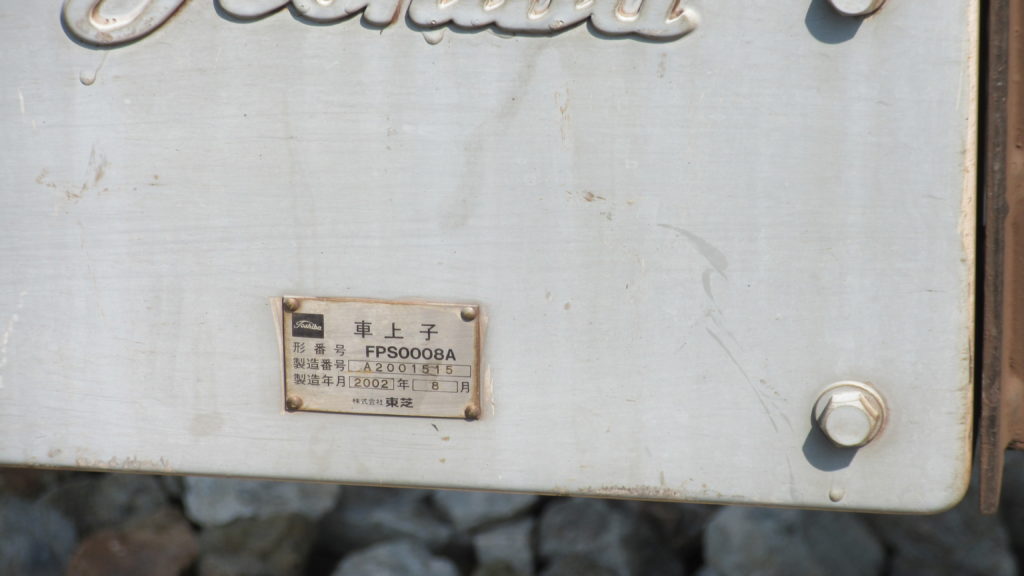 Toshiba
Toshiba
車上子
形番号 FPS0008A
製造番号 A2001515
製造年月 2002 年 8 月
株式会社 東芝